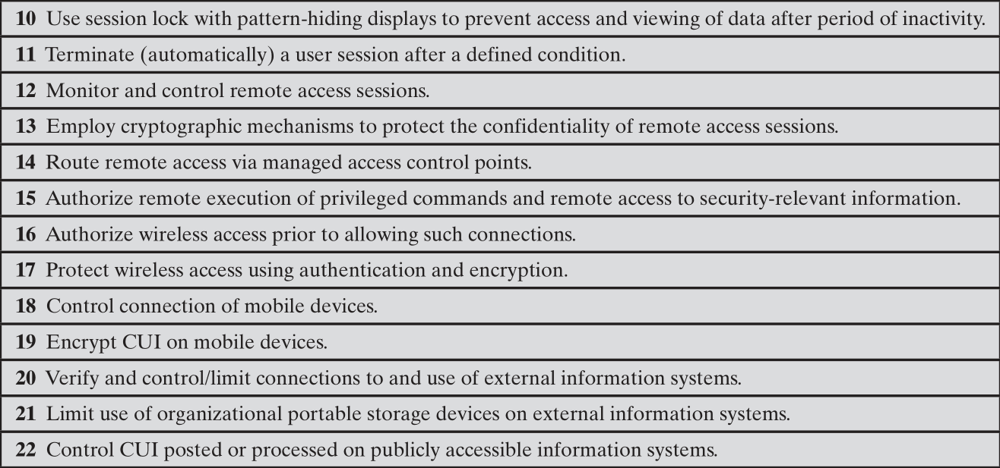 10 Use session lock with pattern-hiding displays to prevent access and viewing of data after period of inactivity.
11 Terminate (automatically) a user session after a defined condition.
12 Monitor and control remote access sessions.
13 Employ cryptographic mechanisms to protect the confidentiality of remote access sessions.
14 Route remote access via managed access control points.
15 Authorize remote execution of privileged commands and remote access to security-relevant information.
16 Authorize wireless access prior to allowing such connections.
17 Protect wireless access using authentication and encryption.
18 Control connection of mobile devices.
19 Encrypt CUI on mobile devices.
20 Verify and control/limit connections to and use of external information systems.
21 Limit use of organizational portable storage devices on external information systems.
22 Control CUI posted or processed on publicly accessible information systems.